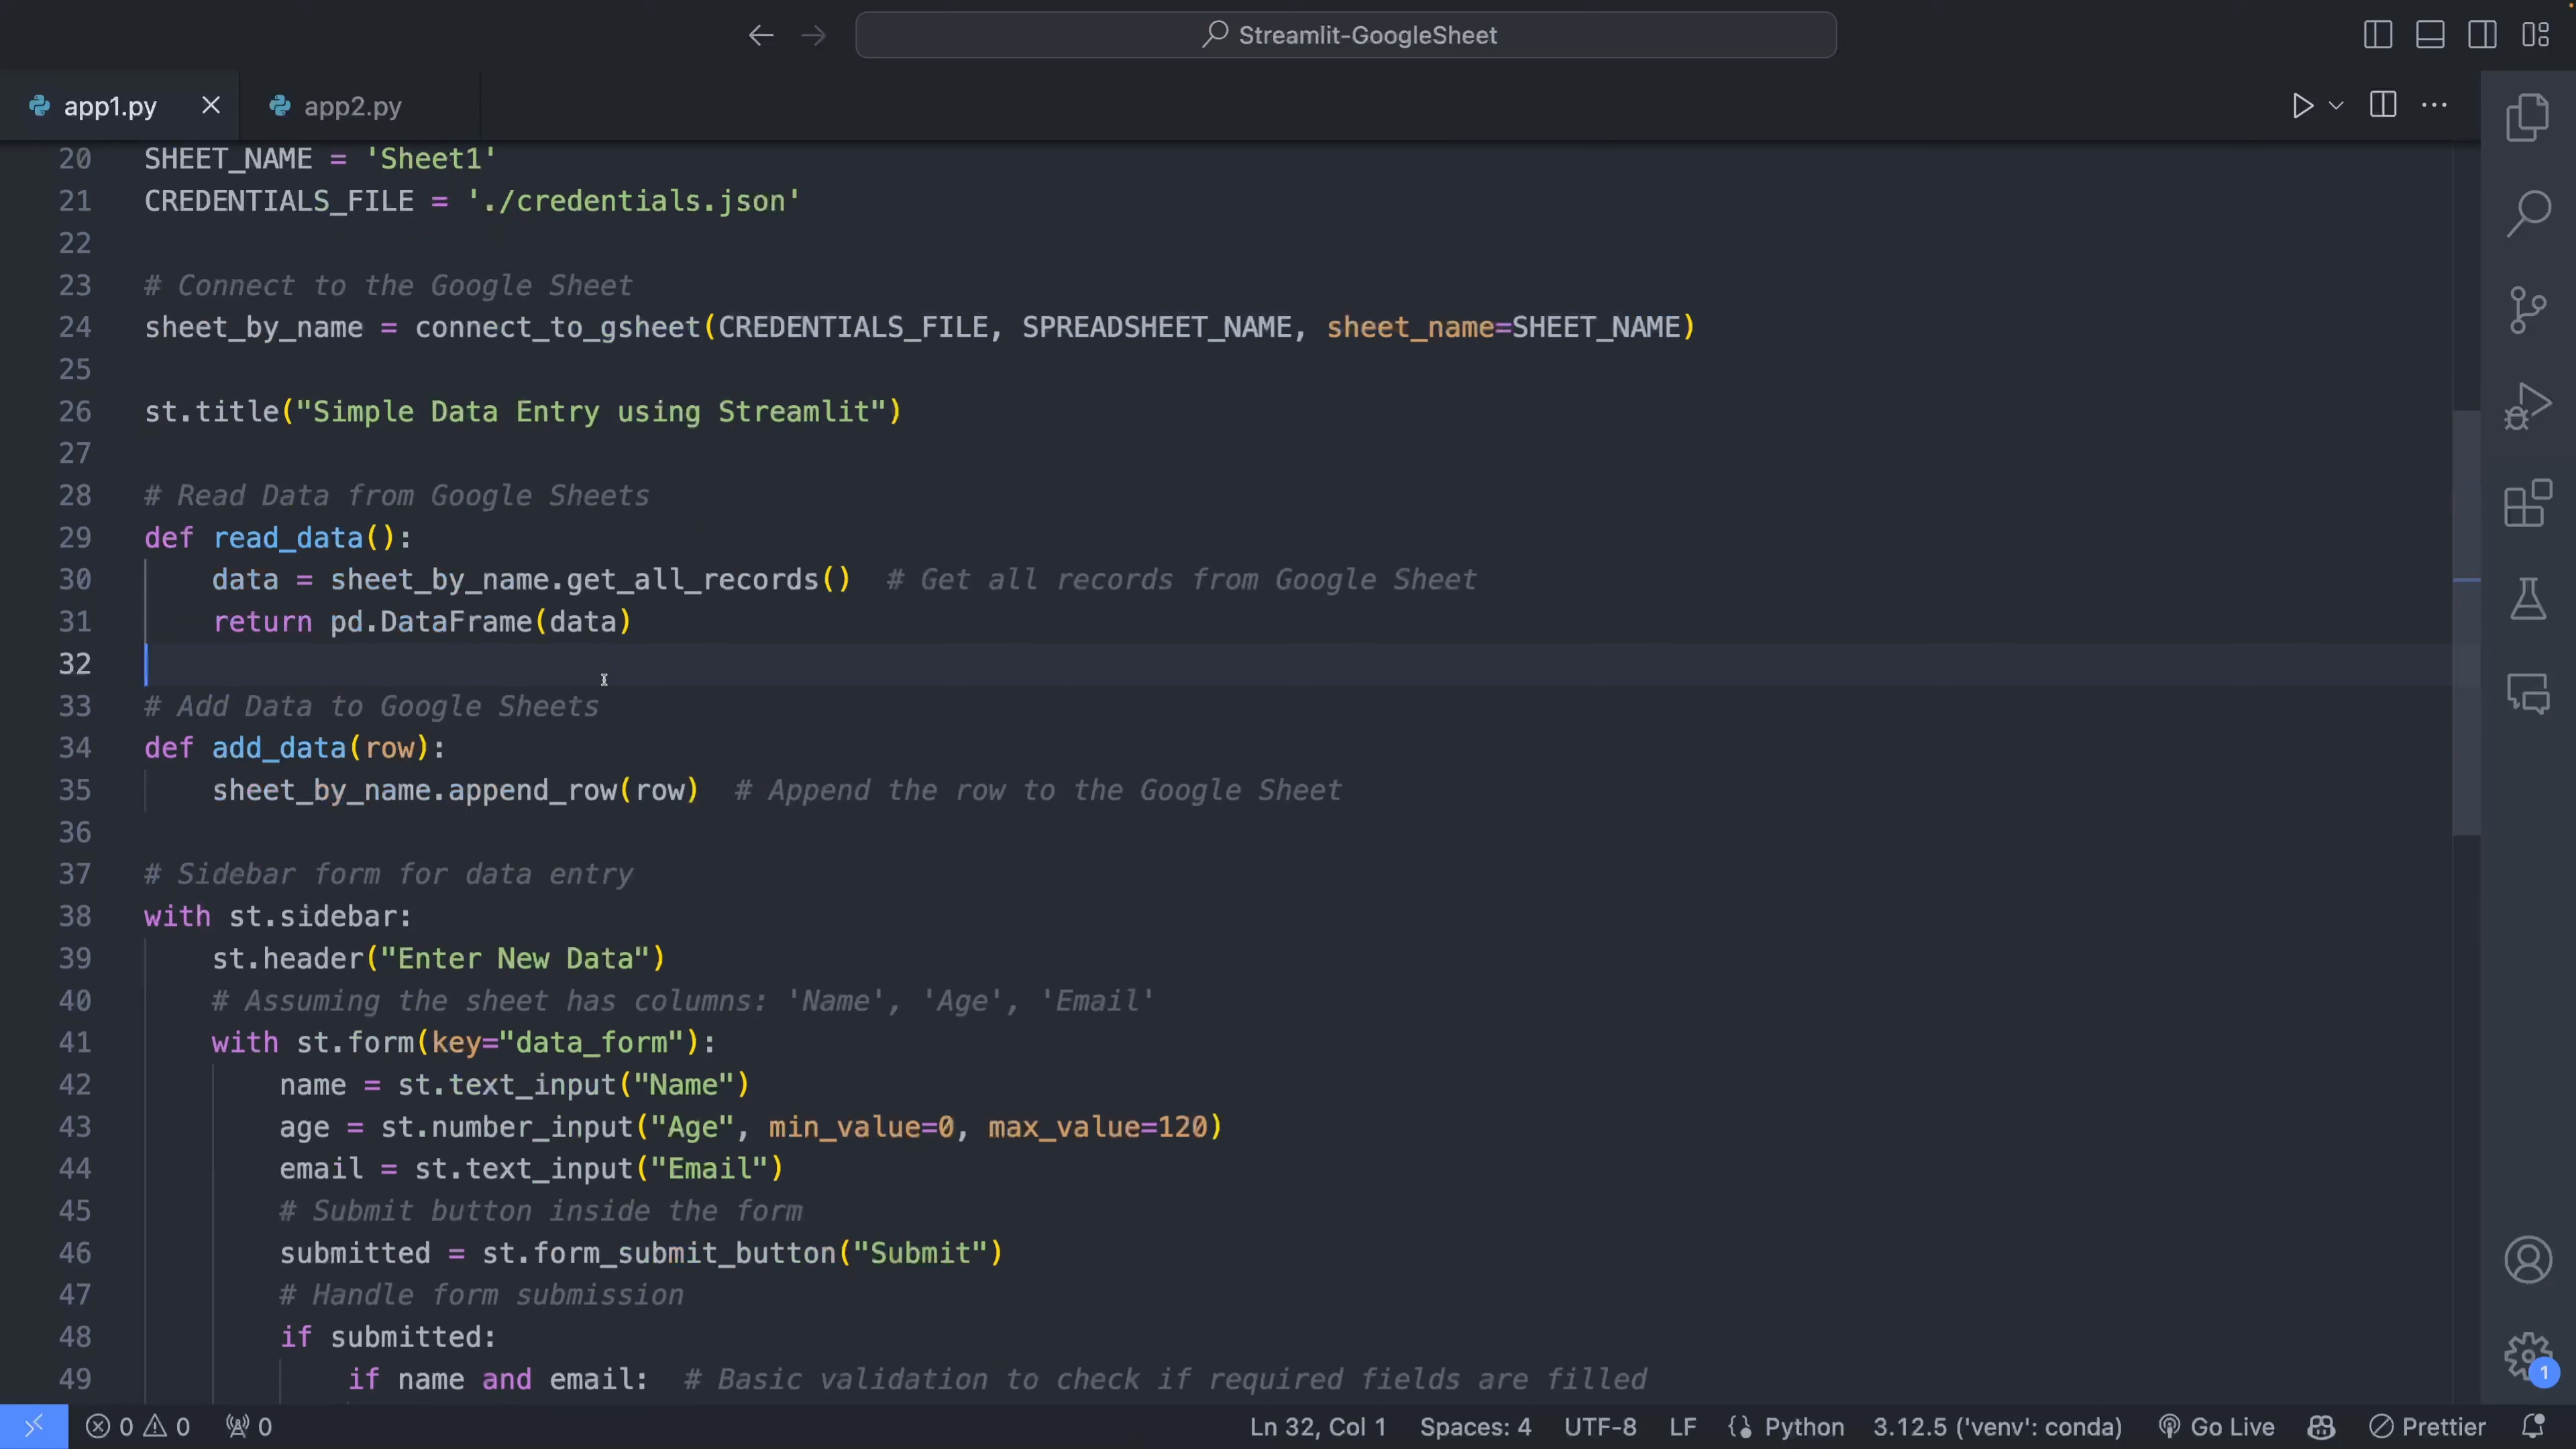 Streamlit-GoogleSheet
app1.py
app2.py
20 SHEET_NAME = 'Sheet1'
21 CREDENTIALS_FILE = './credentials.json'
22
23 # Connect to the Google Sheet
24 sheet_by_name = connect_to_gsheet(CREDENTIALS_FILE, SPREADSHEET_NAME, sheet_name=SHEET_NAME)
25
26 st.title("Simple Data Entry using Streamlit")
27
28 # Read Data from Google Sheets
29 def read_data():
30     data = sheet_by_name.get_all_records()  # Get all records from Google Sheet
31     return pd.DataFrame(data)
32
33 # Add Data to Google Sheets
34 def add_data(row):
35     sheet_by_name.append_row(row)  # Append the row to the Google Sheet
36
37 # Sidebar form for data entry
38 with st.sidebar:
39     st.header("Enter New Data")
40     # Assuming the sheet has columns: 'Name', 'Age', 'Email'
41     with st.form(key="data_form"):
42         name = st.text_input("Name")
43         age = st.number_input("Age", min_value=0, max_value=120)
44         email = st.text_input("Email")
45         # Submit button inside the form
46         submitted = st.form_submit_button("Submit")
47         # Handle form submission
48         if submitted:
49             if name and email:  # Basic validation to check if required fields are filled
1
0 0 0 Ln 32, Col 1 Spaces: 4 UTF-8 LF Python 3.12.5 ('venv': conda) Go Live Prettier